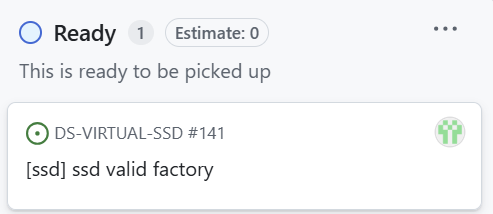 Ready 1 Estimate: 0
This is ready to be picked up
DS-VIRTUAL-SSD #141
[ssd] ssd valid factory